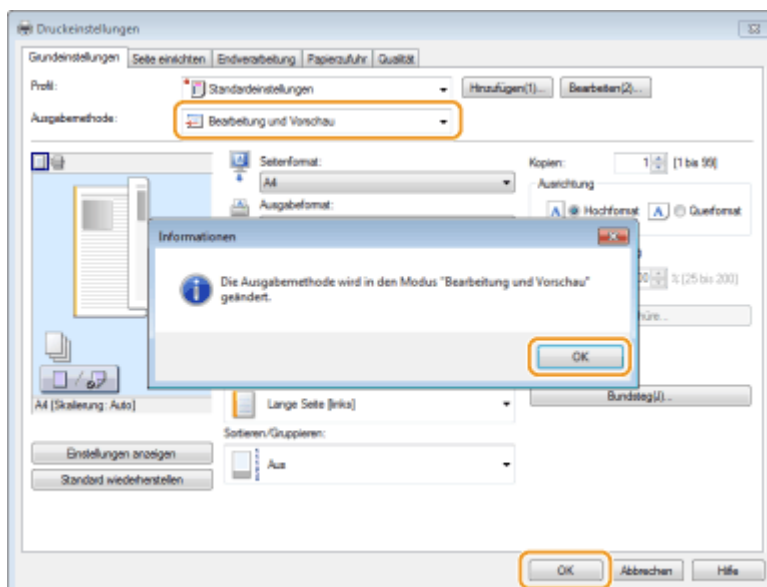 Druckeinstellungen
Grundeinstellungen Seite einrichten Endverarbeitung Papierzufuhr Qualität
Profil: Standardeinstellungen Hinzufügen(1)... Bearbeiten(2)...
Ausgabemethode: Bearbeitung und Vorschau
Seitenformat: Kopien: 1 [1 bis 99]
A4 Ausrichtung
Ausgabeformat: A Hochformat A Querformat
Informationen
Die Ausgabemethode wird in den Modus "Bearbeitung und Vorschau" % [25 bis 200]
geändert.
OK
A4 [Skalierung: Auto] Lange Seite [links] Bundsteg(J)...
Sortieren/Gruppieren:
Einstellungen anzeigen Aus
Standard wiederherstellen
OK Abbrechen Hilfe